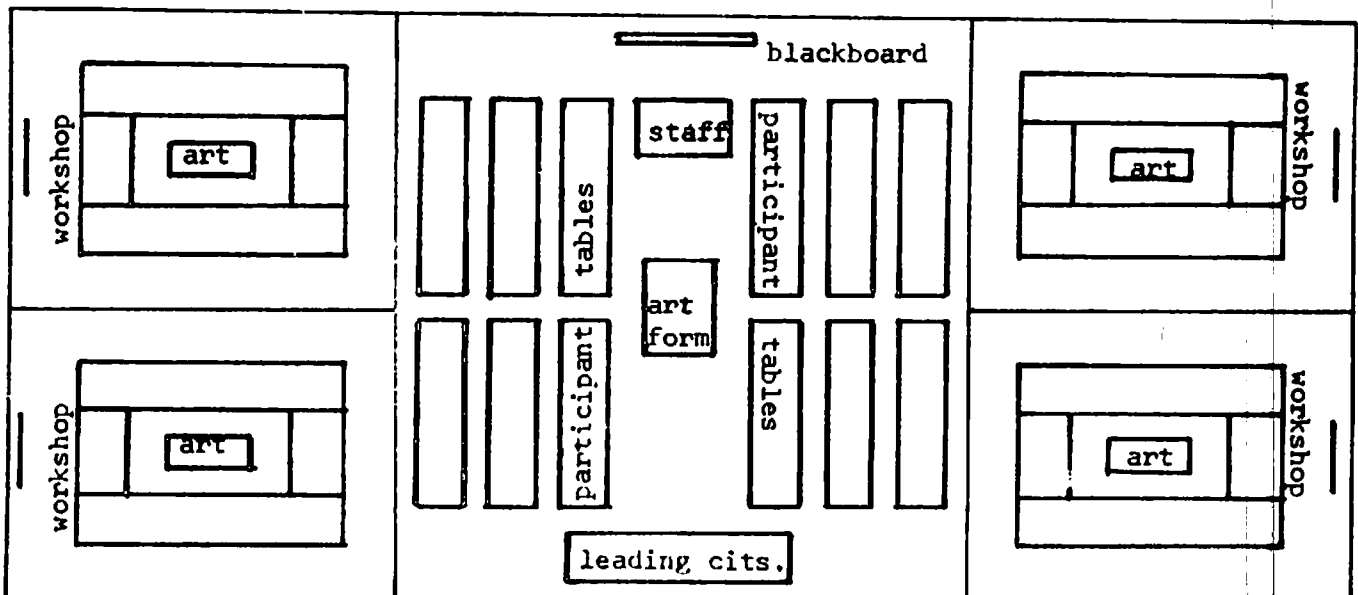 blackboard
workshop
art
tables
participant
staff
art
form
participant
tables
leading cits.
workshop
art
art
workshop
art
workshop